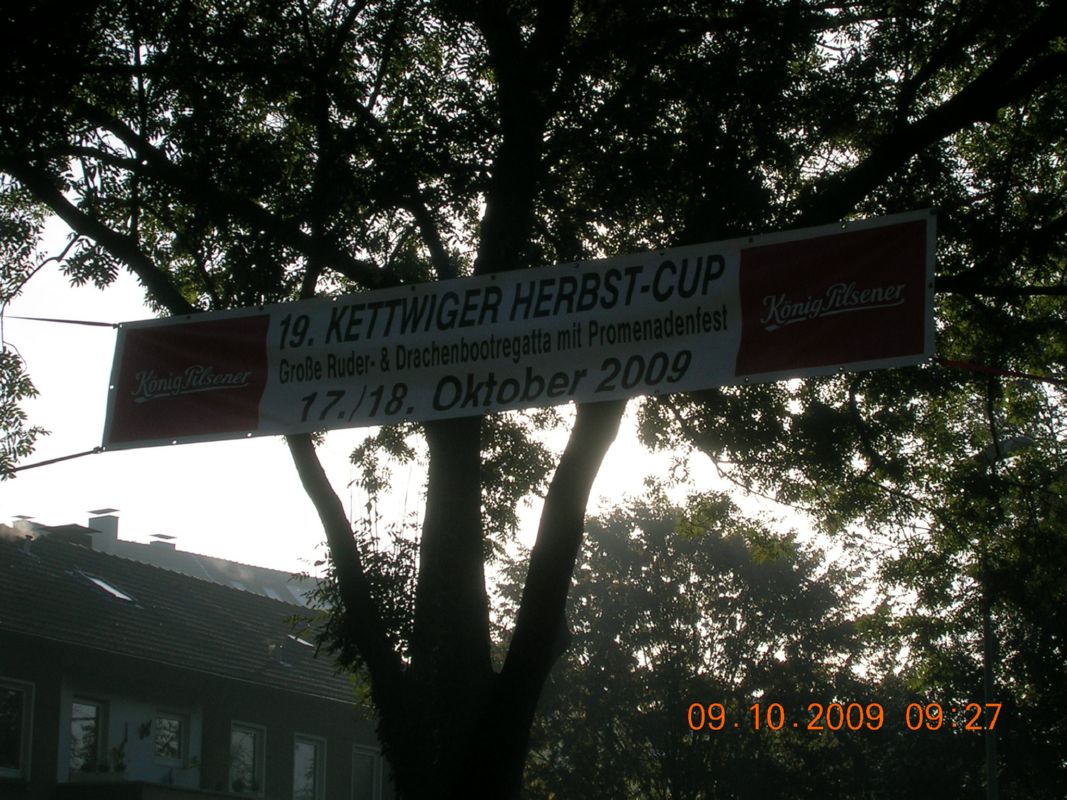 König Pilsener
19. KETTWIGER HERBST-CUP
Große Ruder- & Drachenbootregatta mit Promenadenfest
17./18. Oktober 2009
König Pilsener
09.10.2009 09:27